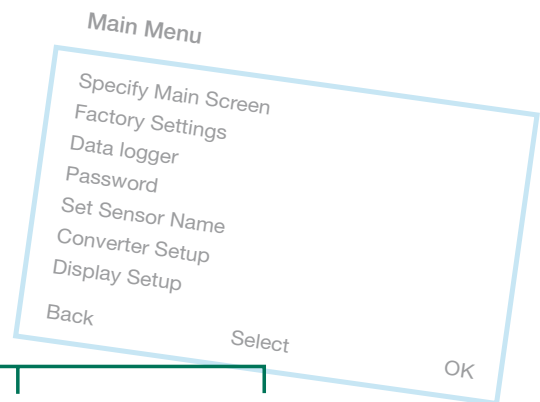 Main Menu
Specify Main Screen
Factory Settings
Data logger
Password
Set Sensor Name
Converter Setup
Display Setup
Back Select OK